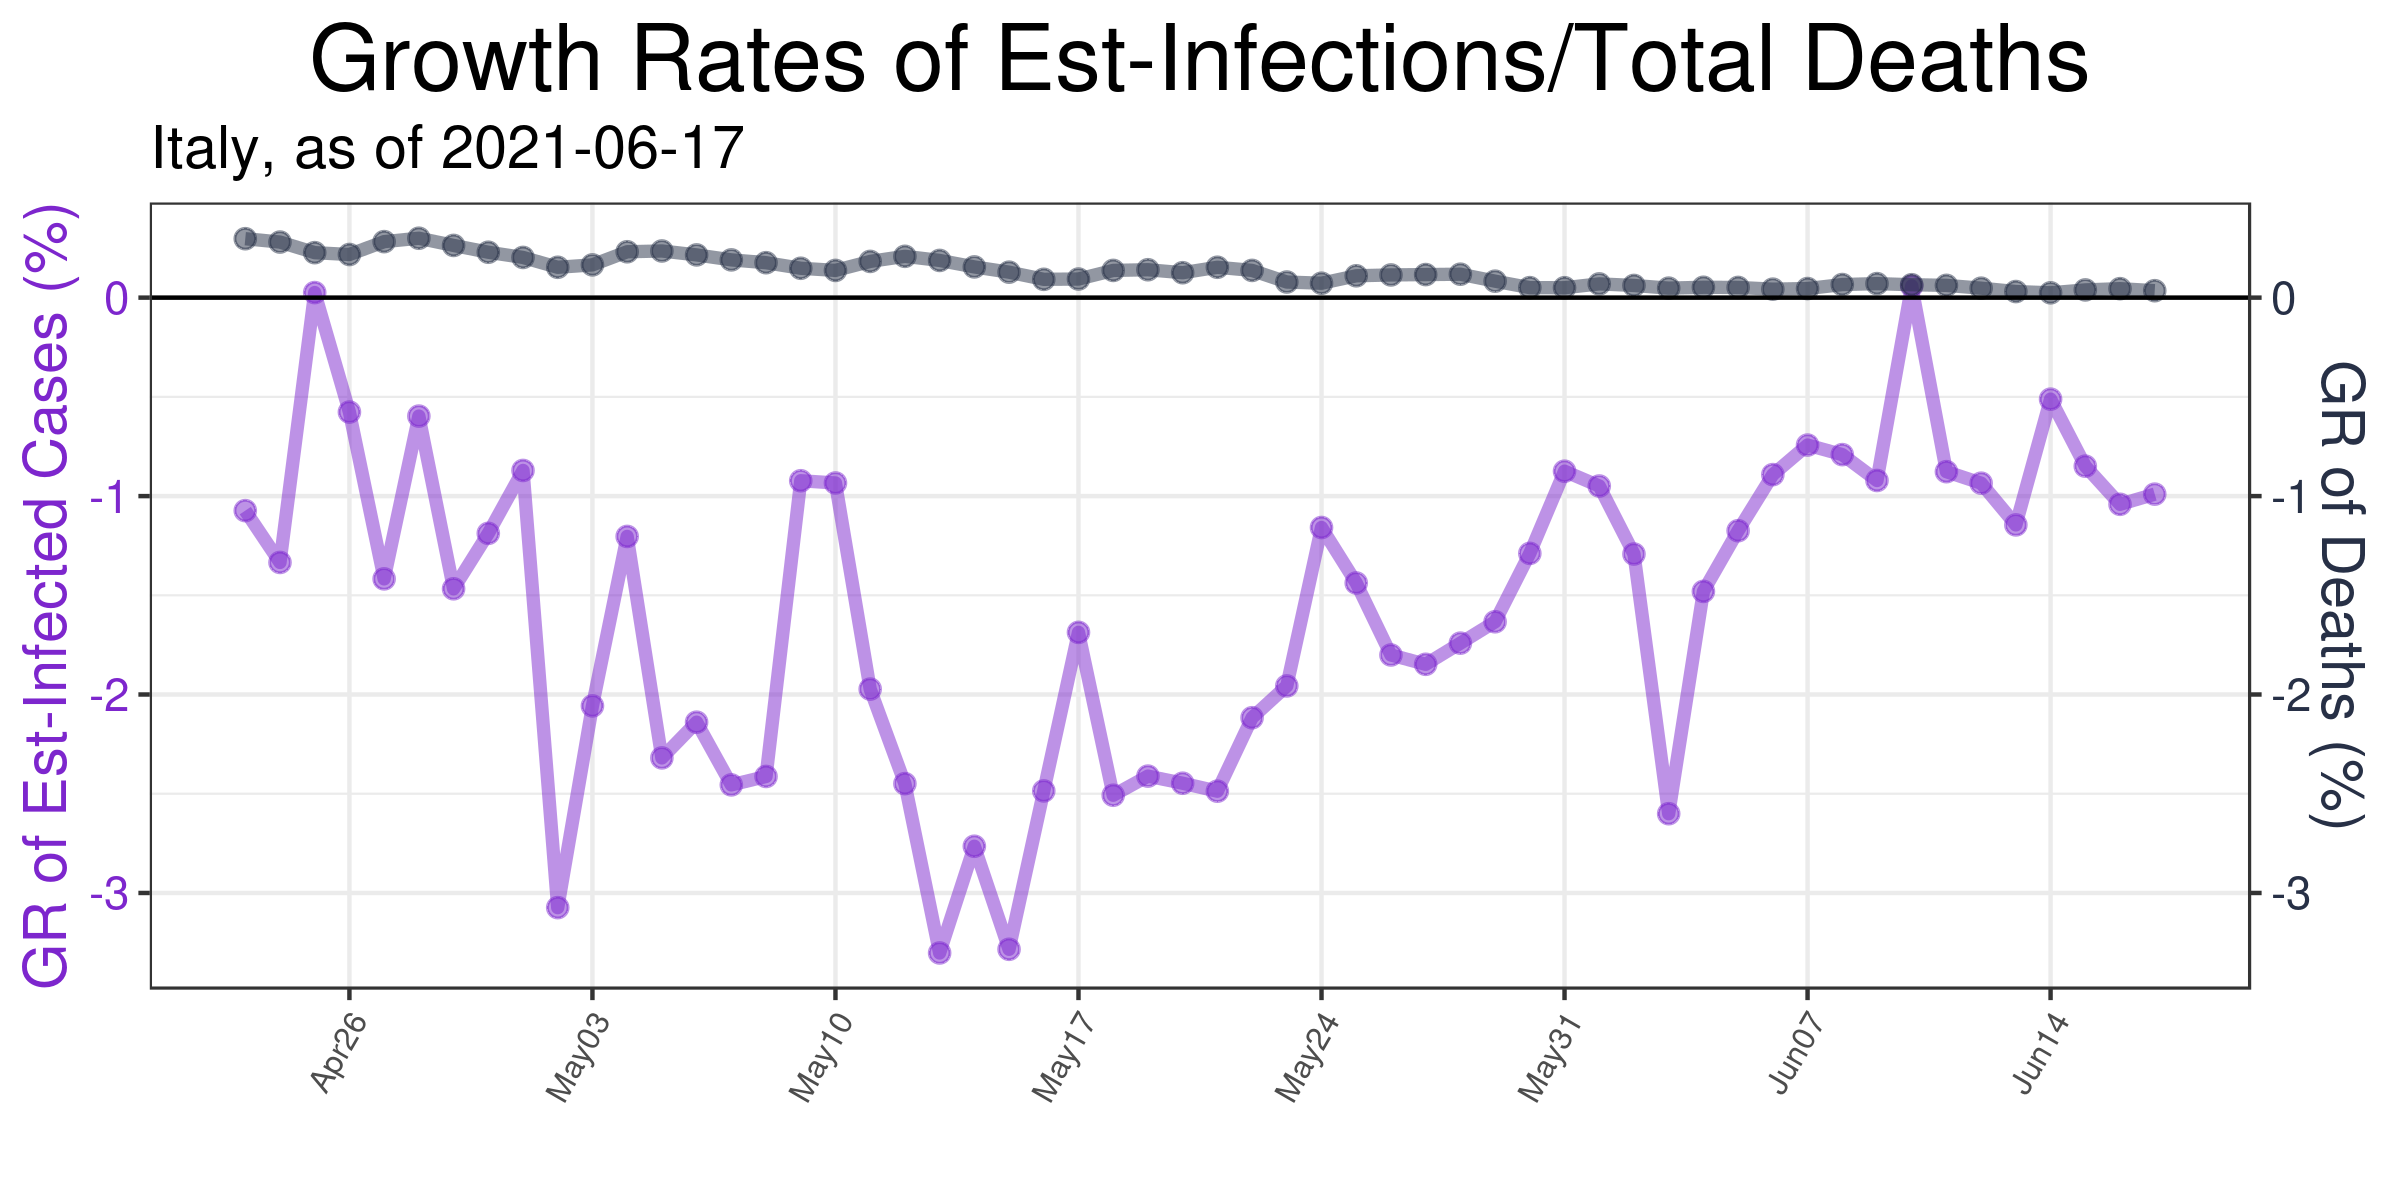 Growth Rates of Est-Infections/Total Deaths
Italy, as of 2021-06-17
GR of Est-Infected Cases (%)
0
-1
-2
-3
0
-1
-2
-3
GR of Deaths (%)
Apr26
May03
May10
May17
May24
May31
Jun07
Jun14